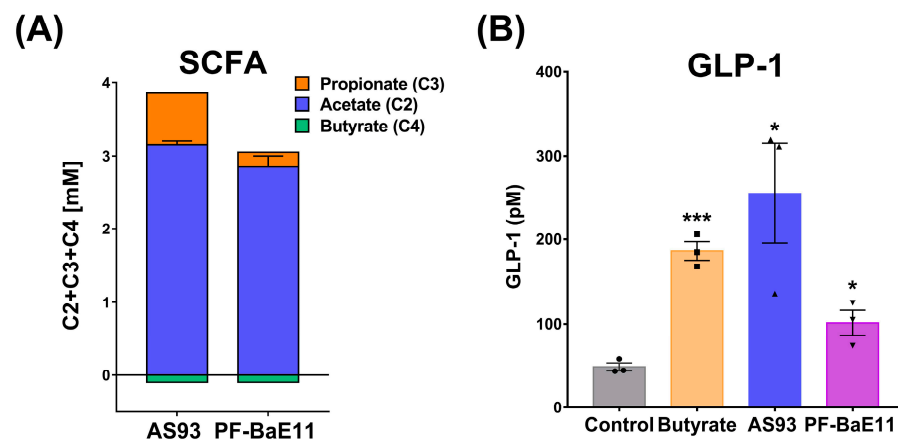 (A)
SCFA
Propionate (C3)
Acetate (C2)
Butyrate (C4)
C2+C3+C4 [mM]
4
3
2
1
0
AS93 PF-BaE11
(B)
GLP-1
GLP-1 (pM)
400
300
200
100
0
***
*
*
Control Butyrate AS93 PF-BaE11